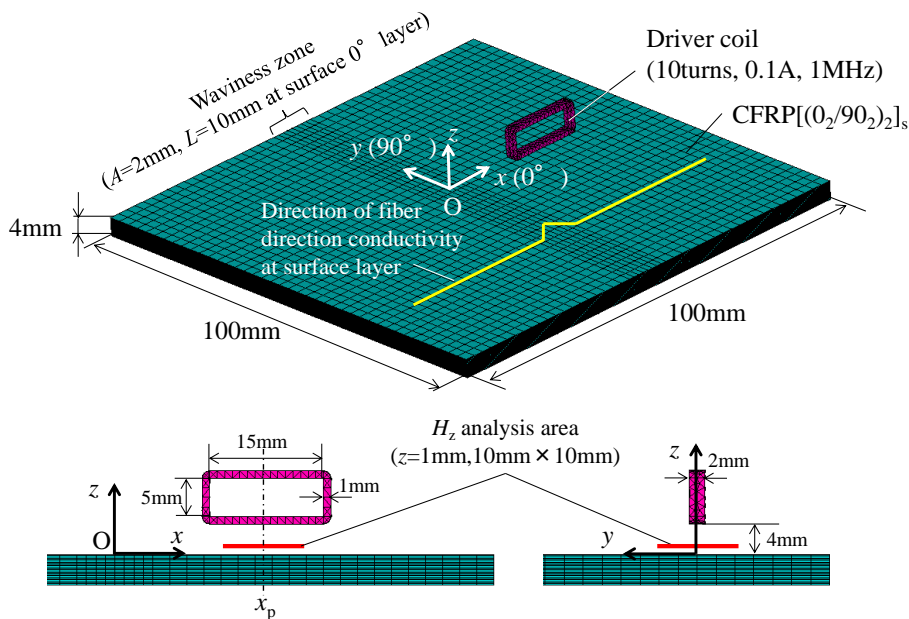 Driver coil
(10turns, 0.1A, 1MHz)
CFRP[(0₂/90₂)₂]ₛ
Waviness zone
(A=2mm, L=10mm at surface 0° layer)
z
y (90° )
x (0° )
O
Direction of fiber
direction conductivity
at surface layer
4mm
100mm
100mm
Hz analysis area
(z=1mm,10mm×10mm)
15mm
5mm
1mm
z
O
x
xp
z
2mm
y
4mm